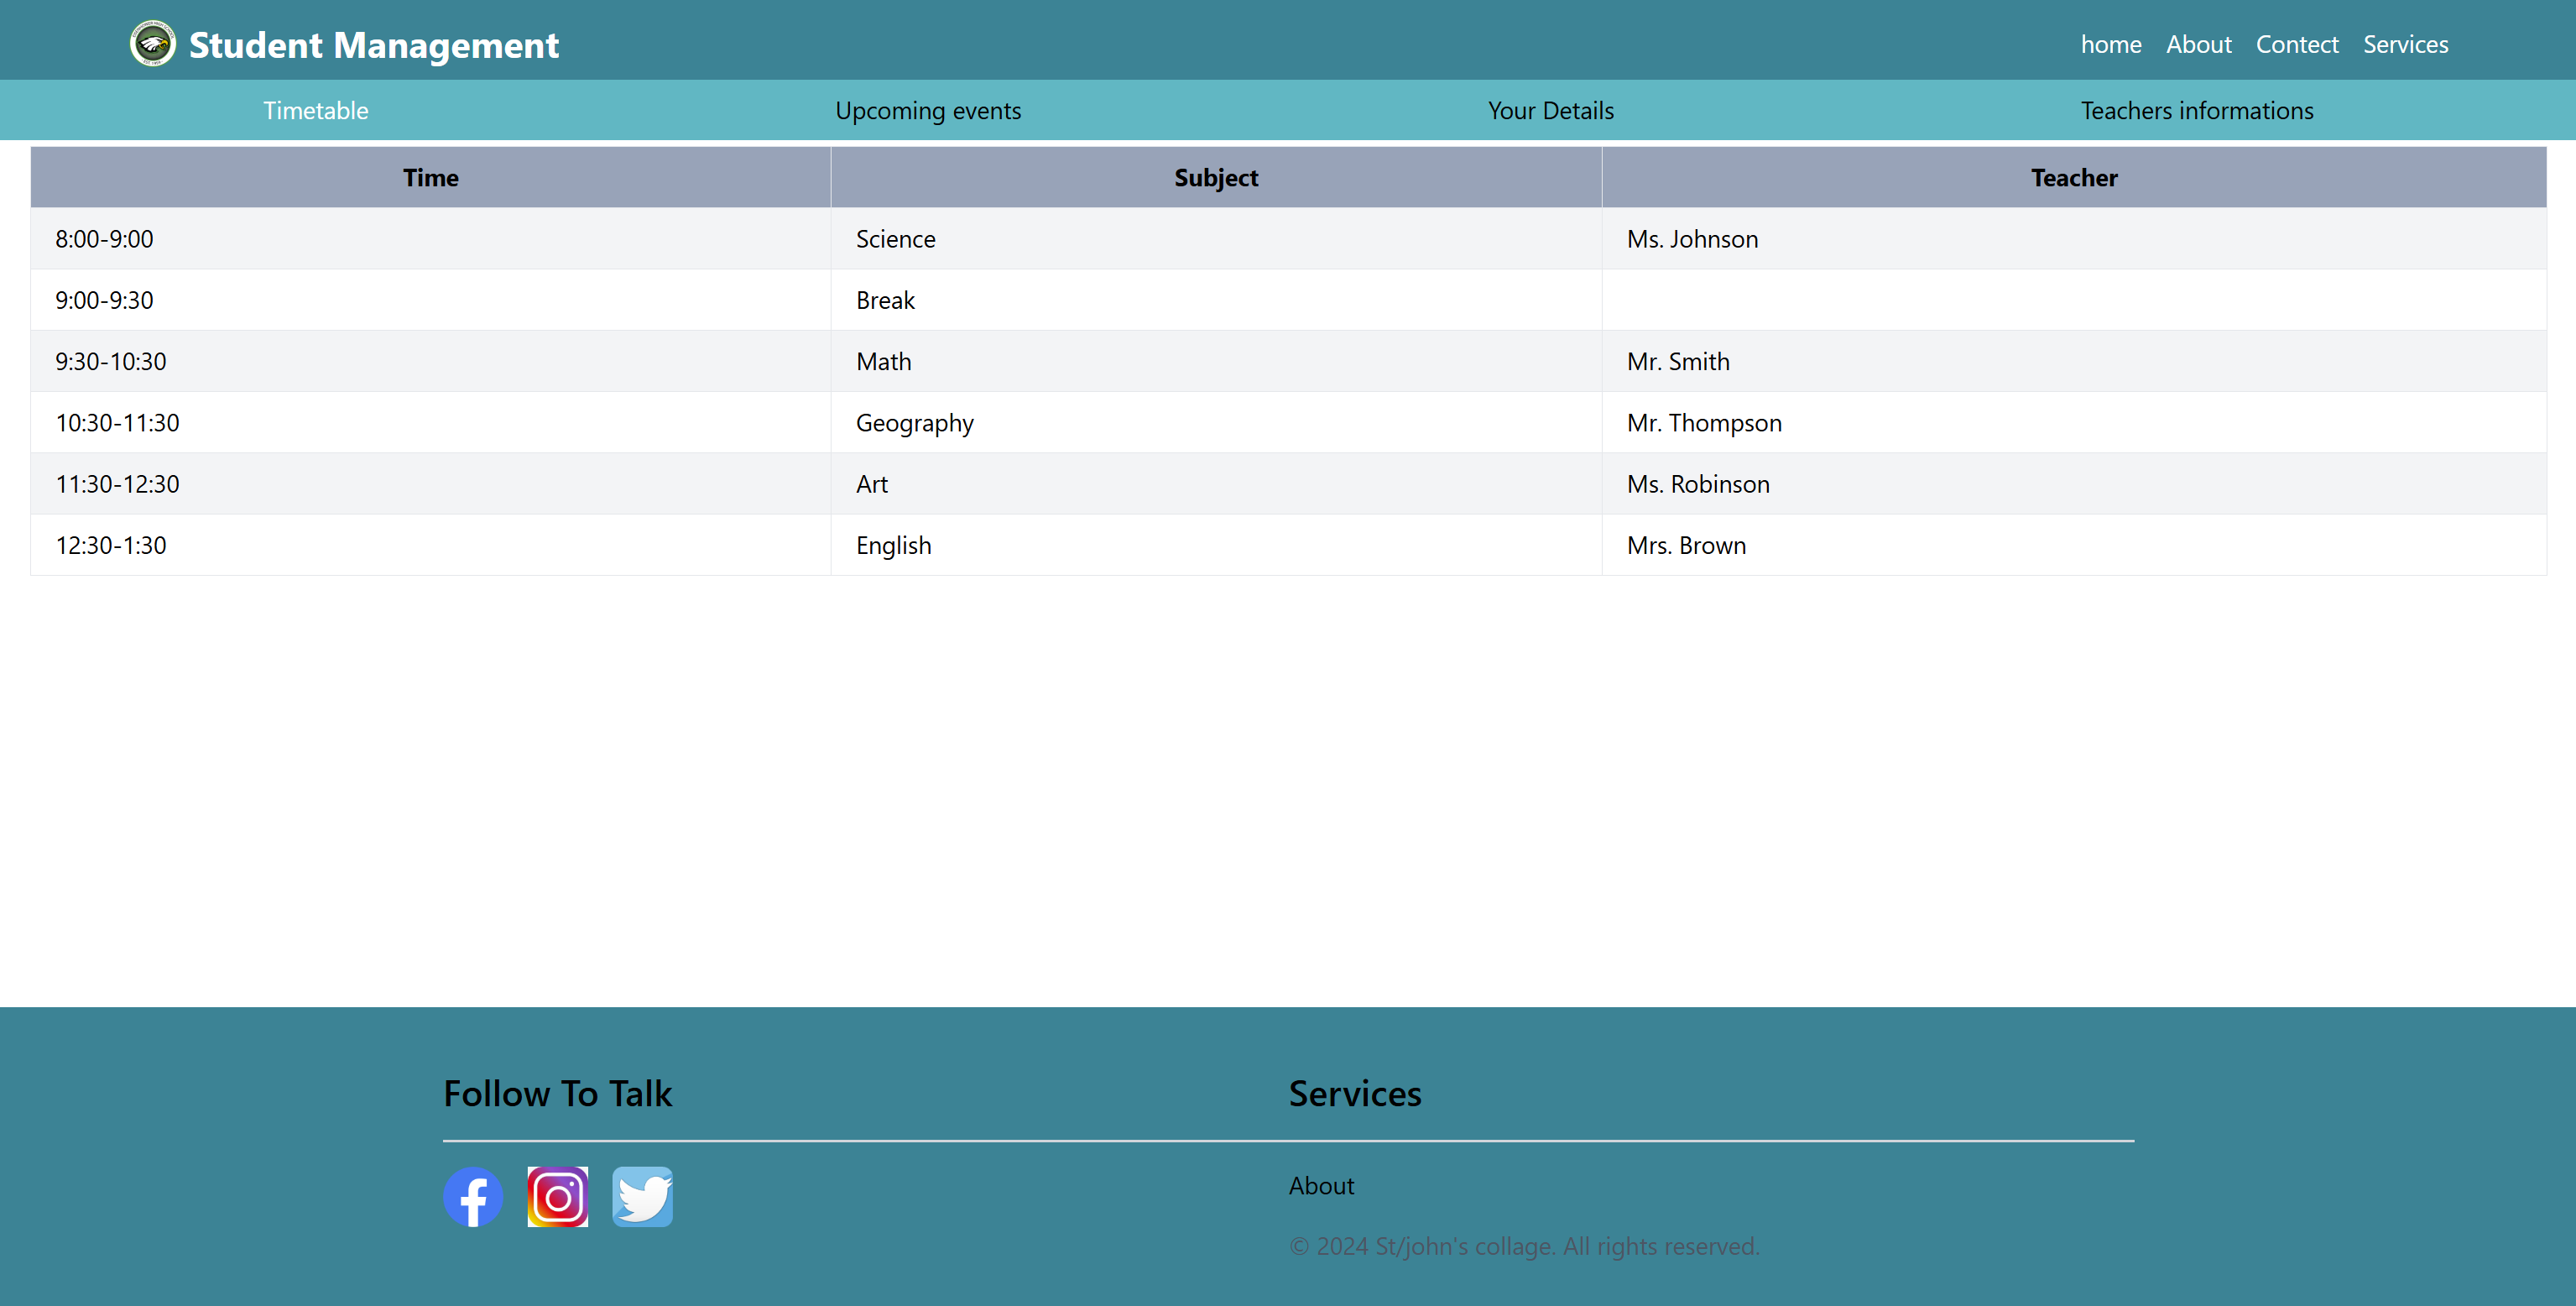 Student Management
home About Contect Services
Timetable Upcoming events Your Details Teachers informations
Time Subject Teacher
8:00-9:00 Science Ms. Johnson
9:00-9:30 Break
9:30-10:30 Math Mr. Smith
10:30-11:30 Geography Mr. Thompson
11:30-12:30 Art Ms. Robinson
12:30-1:30 English Mrs. Brown
Follow To Talk Services
About
© 2024 St/john's collage. All rights reserved.